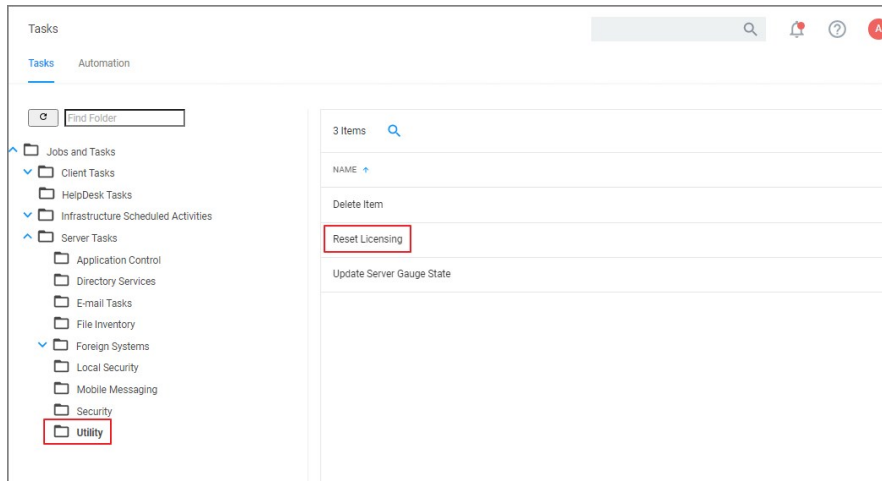 Tasks
A
Tasks Automation
Find Folder
Jobs and Tasks
Client Tasks
HelpDesk Tasks
Infrastructure Scheduled Activities
Server Tasks
Application Control
Directory Services
E-mail Tasks
File Inventory
Foreign Systems
Local Security
Mobile Messaging
Security
Utility
3 Items
NAME
Delete Item
Reset Licensing
Update Server Gauge State